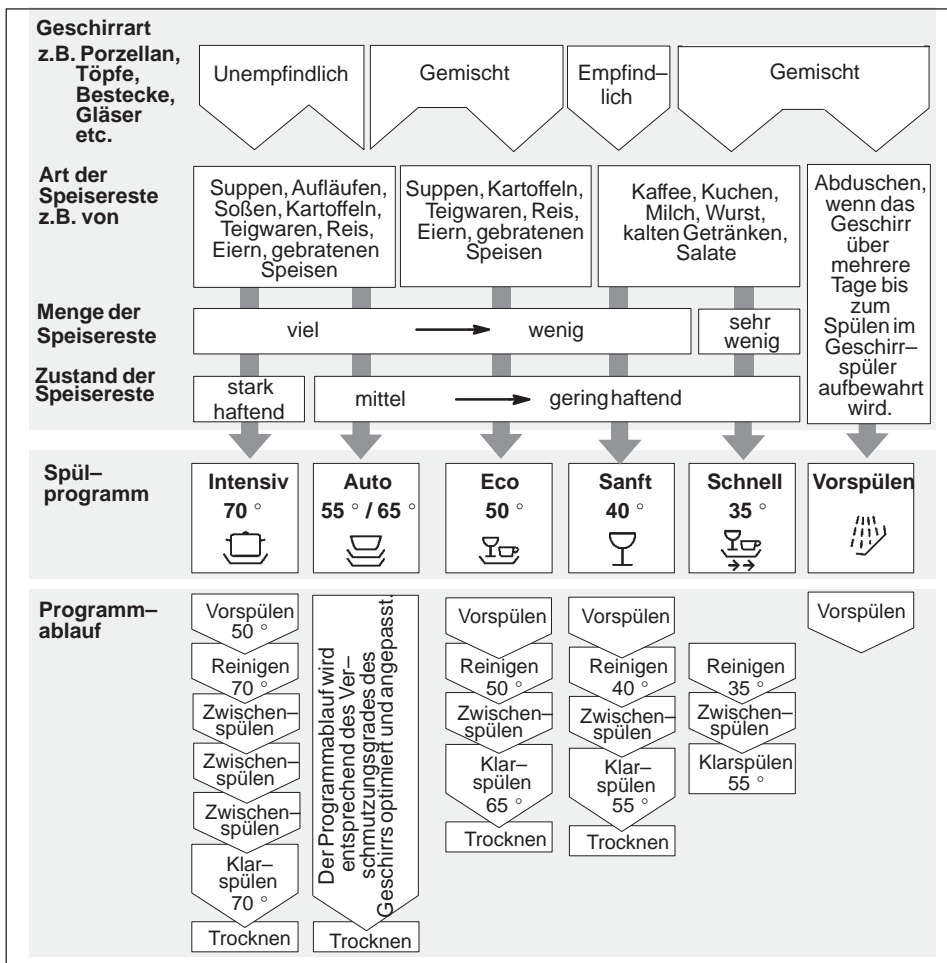 Geschirrart
z.B. Porzellan,
Töpfe,
Bestecke,
Gläser
etc.
Unempfindlich
Gemischt
Empfind–
lich
Gemischt
Art der
Speisereste
z.B. von
Suppen, Aufläufen,
Soßen, Kartoffeln,
Teigwaren, Reis,
Eiern, gebratenen
Speisen
Suppen, Kartoffeln,
Teigwaren, Reis,
Eiern, gebratenen
Speisen
Kaffee, Kuchen,
Milch, Wurst,
kalten Getränken,
Salate
Abduschen,
wenn das
Geschirr
über
mehrere
Tage bis
zum
Spülen im
Geschirr–
spüler
aufbewahrt
wird.
Menge der
Speisereste
viel
wenig
sehr
wenig
Zustand der
Speisereste
stark
haftend
mittel
gering haftend
Spül–
programm
Intensiv
70 °
Auto
55 ° / 65 °
Eco
50 °
Sanft
40 °
Schnell
35 °
Vorspülen
Programm–
ablauf
Vorspülen
50 °
Reinigen
70 °
Zwischen–
spülen
Zwischen–
spülen
Zwischen–
spülen
Klar–
spülen
70 °
Trocknen
Der Programmablauf wird
entsprechend des Ver–
schmutzungsgrades des
Geschirrs optimiert und angepasst.
Trocknen
Vorspülen
Reinigen
50 °
Zwischen–
spülen
Klar–
spülen
65 °
Trocknen
Vorspülen
Reinigen
40 °
Zwischen–
spülen
Klar–
spülen
55 °
Trocknen
Reinigen
35 °
Zwischen–
spülen
Klarspülen
55 °
Vorspülen